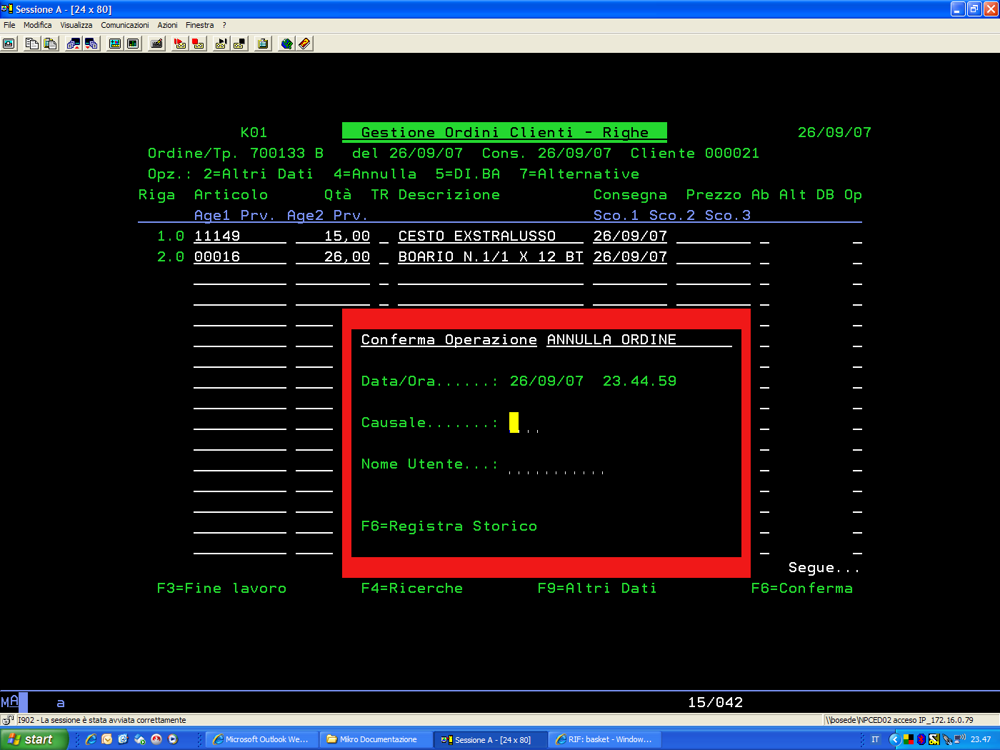 Sessione A - [24 x 80]
File Modifica Visualizza Comunicazioni Azioni Finestra ?
K01 Gestione Ordini Clienti - Righe 26/09/07
Ordine/Tp. 700133 B del 26/09/07 Cons. 26/09/07 Cliente 000021
Opz.: 2=Altri Dati 4=Annulla 5=DI.BA 7=Alternative
Riga Articolo Qtà TR Descrizione Consegna Prezzo Ab Alt DB Op
Age1 Prv. Age2 Prv. Sco.1 Sco.2 Sco.3
1.0 11149 15,00 CESTO EXSTRALUSSO 26/09/07
2.0 00016 26,00 BOARIO N.1/1 X 12 BT 26/09/07
Conferma Operazione ANNULLA ORDINE
Data/Ora......: 26/09/07 23.44.59
Causale.......:
Nome Utente...:
F6=Registra Storico
Segue...
F3=Fine lavoro F4=Ricerche F9=Altri Dati F6=Conferma
MA a 15/042
I902 - La sessione è stata avviata correttamente \\bosede\NPCED02 acceso IP_172.16.0.79
start Microsoft Outlook We... Mikro Documentazione Sessione A - [24 x 80] RIF: basket - Window... IT 23.47